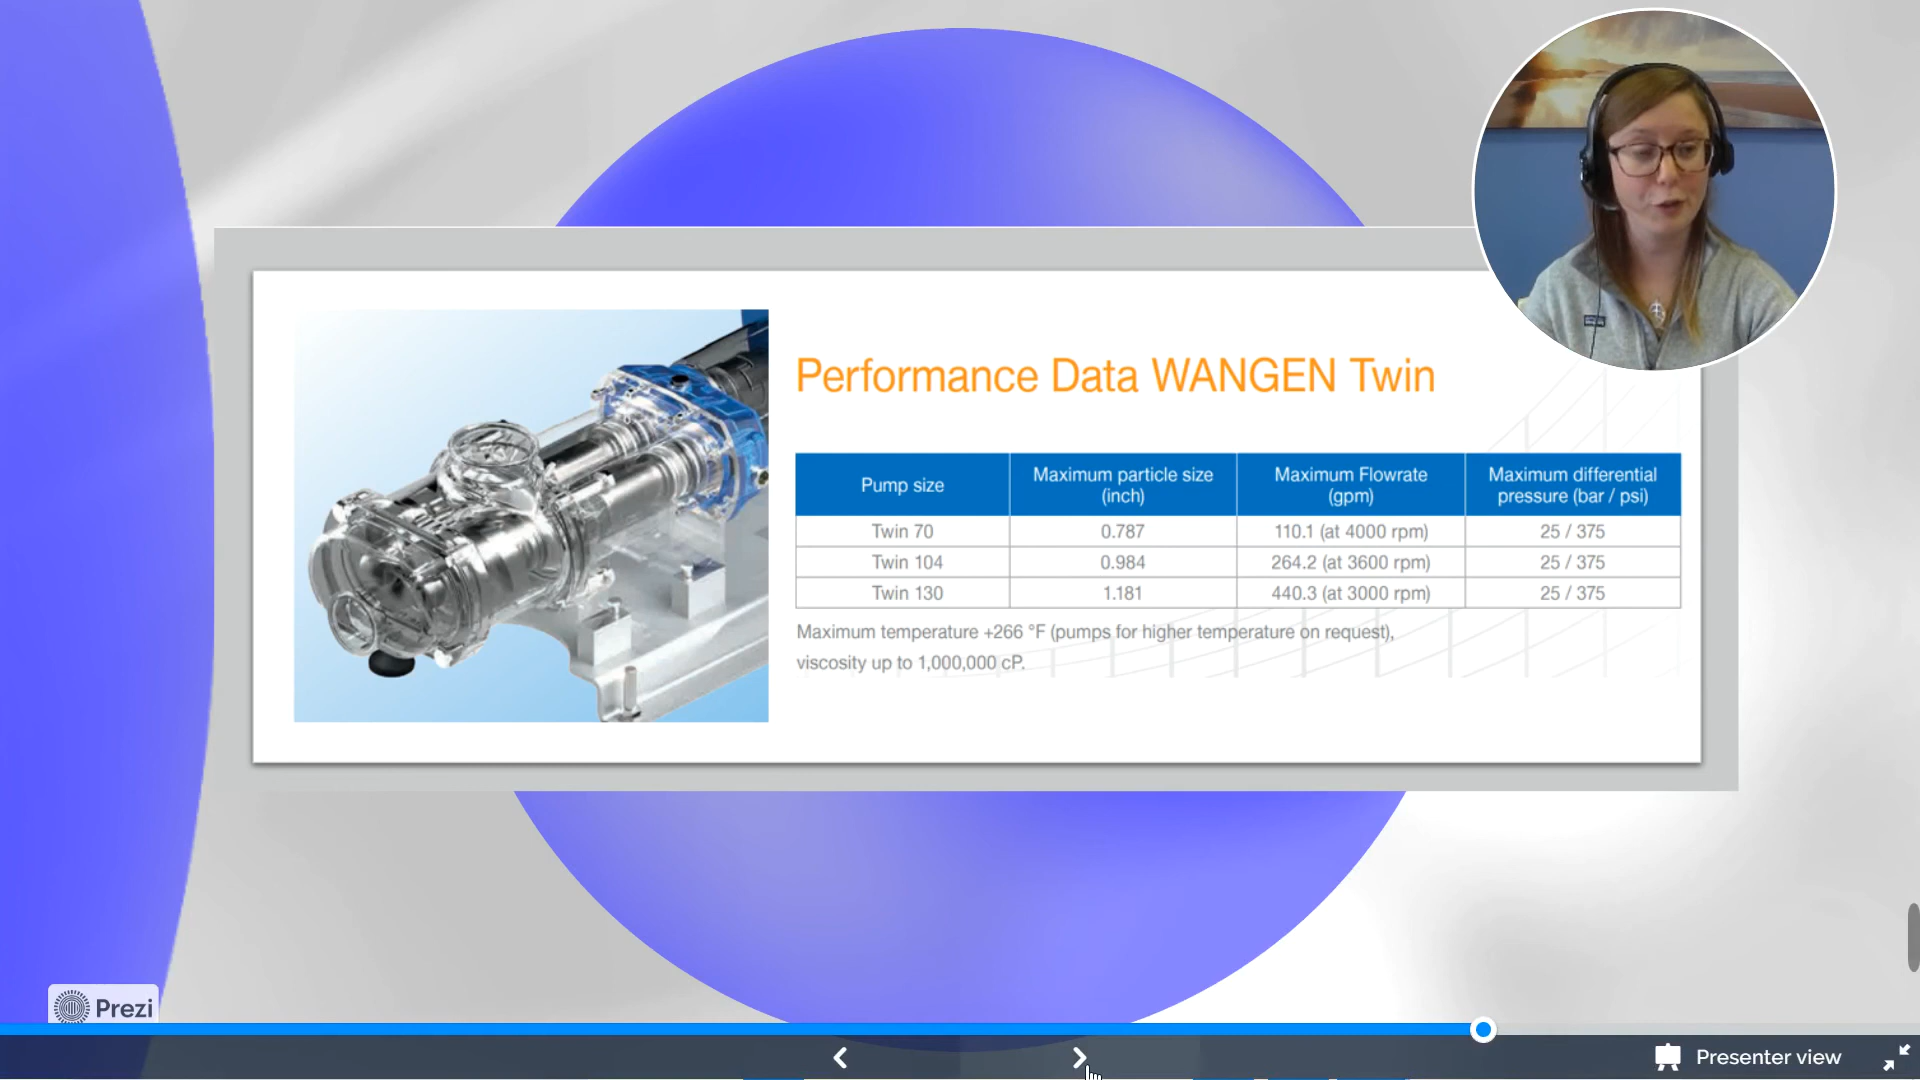 Performance Data WANGEN Twin
Pump size
Maximum particle size
(inch)
Maximum Flowrate
(gpm)
Maximum differential
pressure (bar / psi)
Twin 70 0.787 110.1 (at 4000 rpm) 25 / 375
Twin 104 0.984 264.2 (at 3600 rpm) 25 / 375
Twin 130 1.181 440.3 (at 3000 rpm) 25 / 375
Maximum temperature +266 °F (pumps for higher temperature on request),
viscosity up to 1,000,000 cP.
Prezi
Presenter view